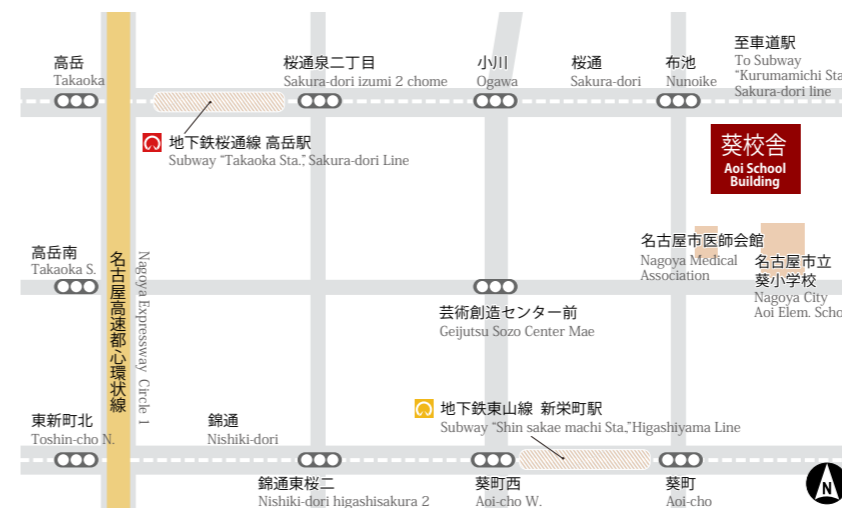 高岳
Takaoka
桜通泉二丁目
Sakura-dori izumi 2 chome
小川
Ogawa
桜通
Sakura-dori
布池
Nunoike
至車道駅
To Subway
“Kurumamichi Sta
Sakura-dori line
地下鉄桜通線 高岳駅
Subway “Takaoka Sta.”, Sakura-dori Line
葵校舎
Aoi School
Building
高岳南
Takaoka S.
名古屋高速都心環状線
Nagoya Expressway Circle 1
名古屋市医師会館
Nagoya Medical
Association
名古屋市立
葵小学校
Nagoya City
Aoi Elem. Scho
芸術創造センター前
Geijutsu Sozo Center Mae
東新町北
Toshin-cho N.
錦通
Nishiki-dori
地下鉄東山線 新栄町駅
Subway “Shin sakae machi Sta.,”Higashiyama Line
錦通東桜二
Nishiki-dori higashisakura 2
葵町西
Aoi-cho W.
葵町
Aoi-cho
N